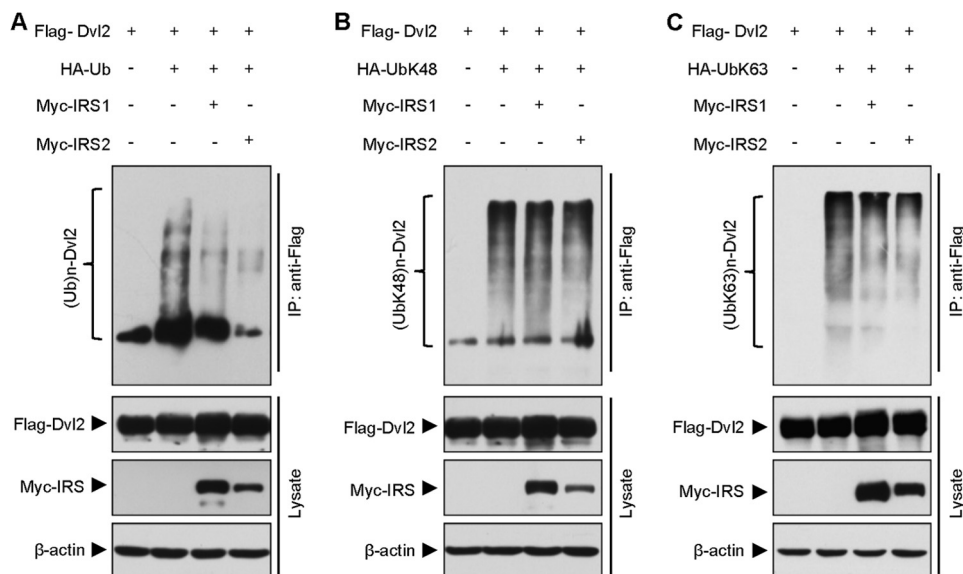 A
Flag- Dvl2 + + + +
HA-Ub - + + +
Myc-IRS1 - - + -
Myc-IRS2 - - - +
(Ub)n-Dvl2
IP: anti-Flag
Flag-Dvl2
Myc-IRS
β-actin
Lysate
B
Flag- Dvl2 + + + +
HA-UbK48 - + + +
Myc-IRS1 - - + -
Myc-IRS2 - - - +
(UbK48)n-Dvl2
IP: anti-Flag
Flag-Dvl2
Myc-IRS
β-actin
Lysate
C
Flag- Dvl2 + + + +
HA-UbK63 - + + +
Myc-IRS1 - - + -
Myc-IRS2 - - - +
(UbK63)n-Dvl2
IP: anti-Flag
Flag-Dvl2
Myc-IRS
β-actin
Lysate